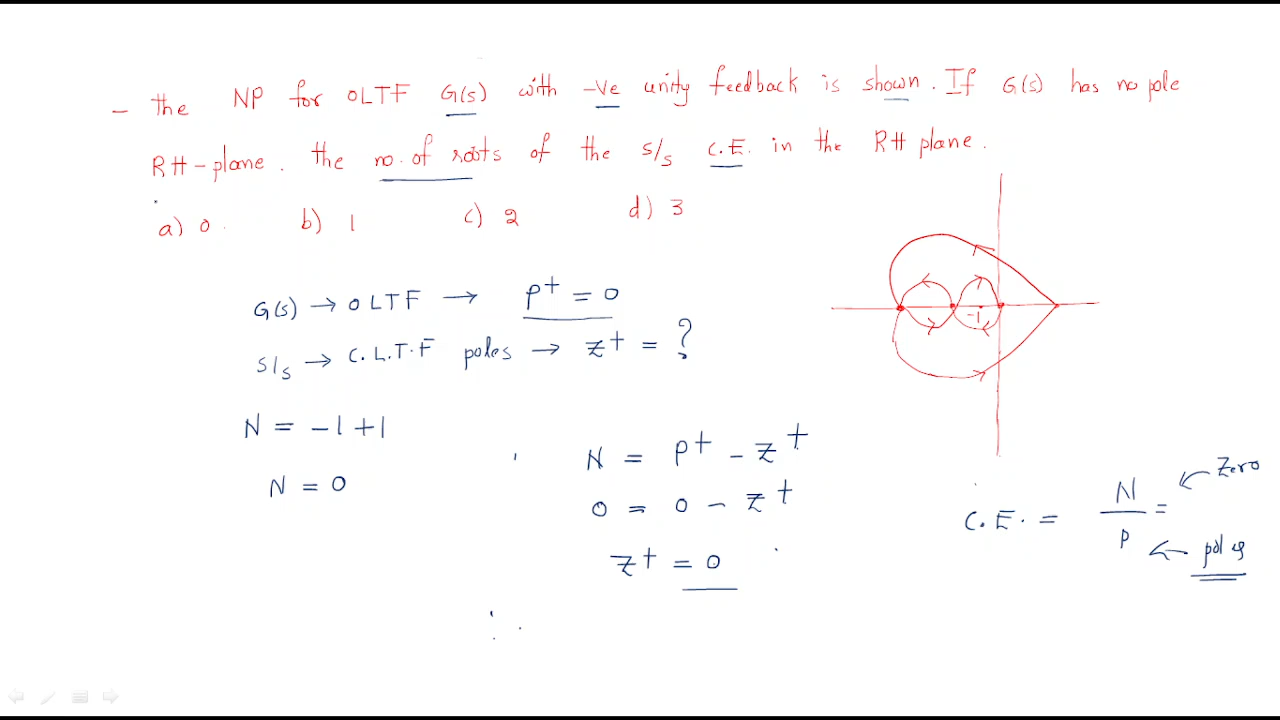 - the NP for OLTF G(s) with -ve unity feedback is shown. If G(s) has no pole
RH-plane. the no. of roots of the s/s C.E. in the RH plane.
a) 0. b) 1 c) 2 d) 3
-1
G(s) → OLTF → P+ = 0
s/s → C.L.T.F poles → Z+ = ?
N = -1 +1
N = 0
N = P+ - Z+
0 = 0 - Z+
Z+ = 0
C.E. = N/P =
← Zero
← poles